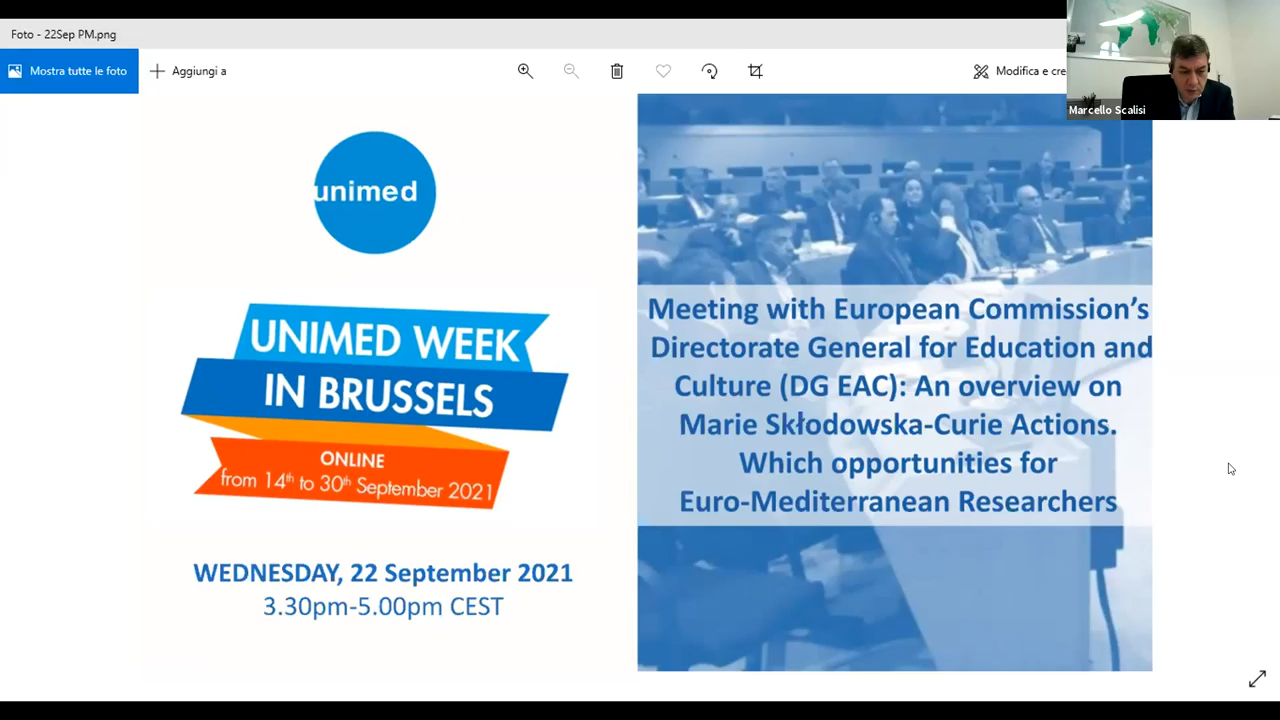 Foto - 22Sep PM.png
Mostra tutte le foto
Aggiungi a
Modifica e cre
Marcello Scalisi
unimed
UNIMED WEEK
IN BRUSSELS
ONLINE
from 14th to 30th September 2021
WEDNESDAY, 22 September 2021
3.30pm-5.00pm CEST
Meeting with European Commission's
Directorate General for Education and
Culture (DG EAC): An overview on
Marie Skłodowska-Curie Actions.
Which opportunities for
Euro-Mediterranean Researchers